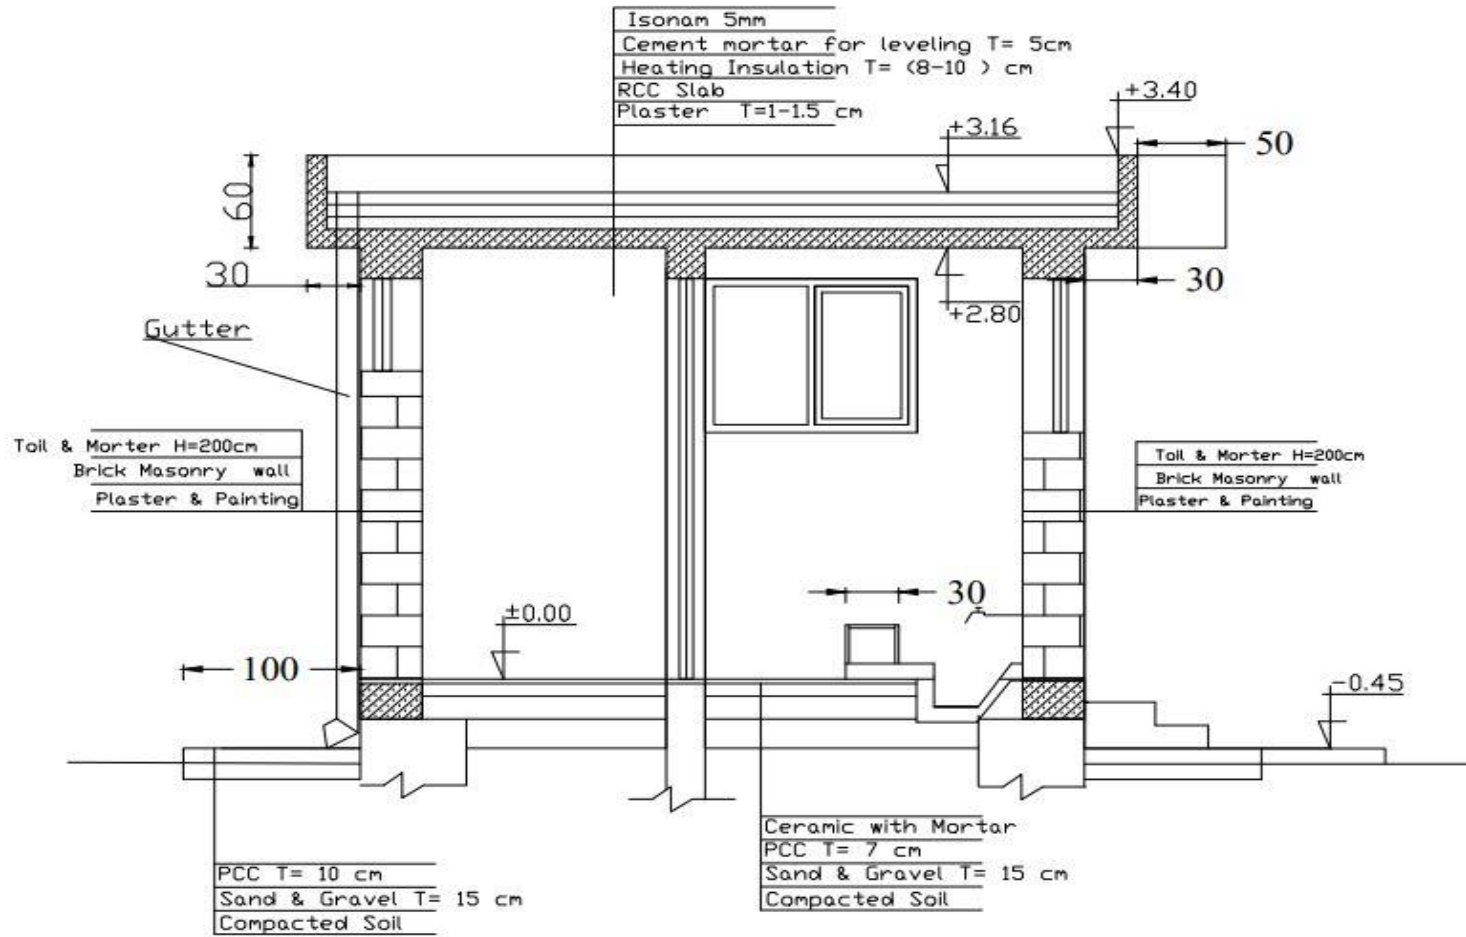 Isonam 5mm
Cement mortar for leveling T= 5cm
Heating Insulation T= (8-10 ) cm
RCC Slab
Plaster T=1-1.5 cm
+3.40
+3.16
50
60
30
30
+2.80
Gutter
Toil & Morter H=200cm
Brick Masonry wall
Plaster & Painting
Toil & Morter H=200cm
Brick Masonry wall
Plaster & Painting
30
±0.00
100
-0.45
Ceramic with Mortar
PCC T= 7 cm
Sand & Gravel T= 15 cm
Compacted Soil
PCC T= 10 cm
Sand & Gravel T= 15 cm
Compacted Soil